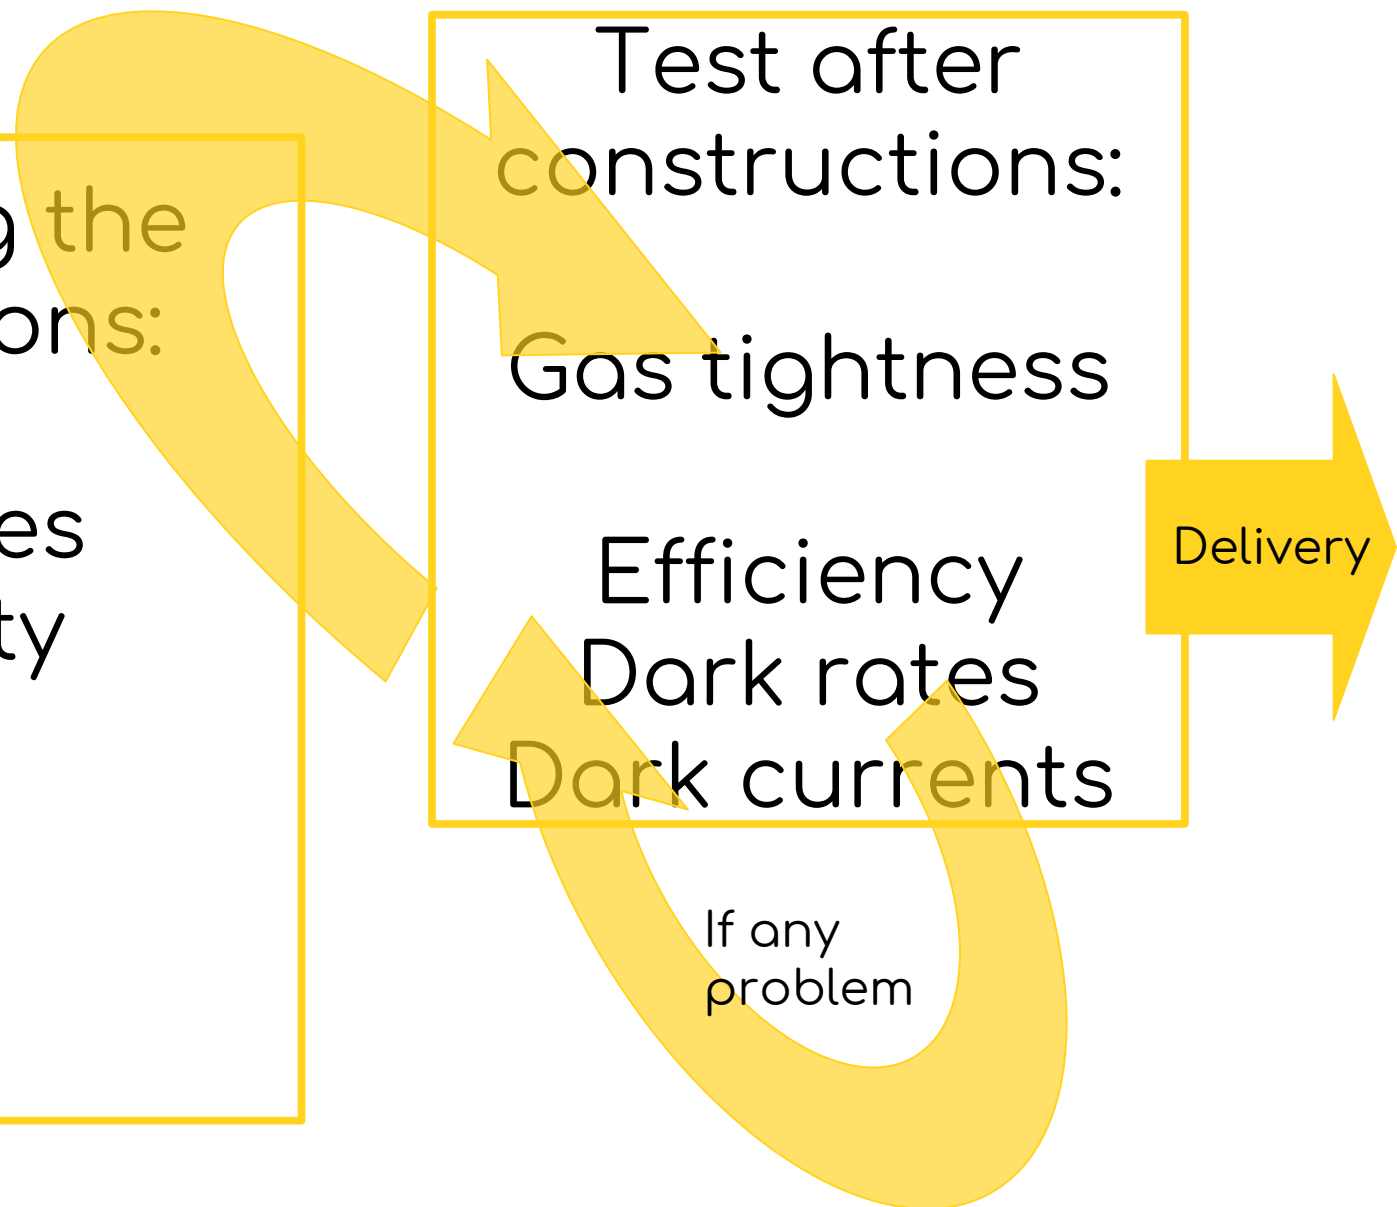 the
ons:
es
ty
Test after
constructions:
Gas tightness
Efficiency
Dark rates
Dark currents
Delivery
If any
problem